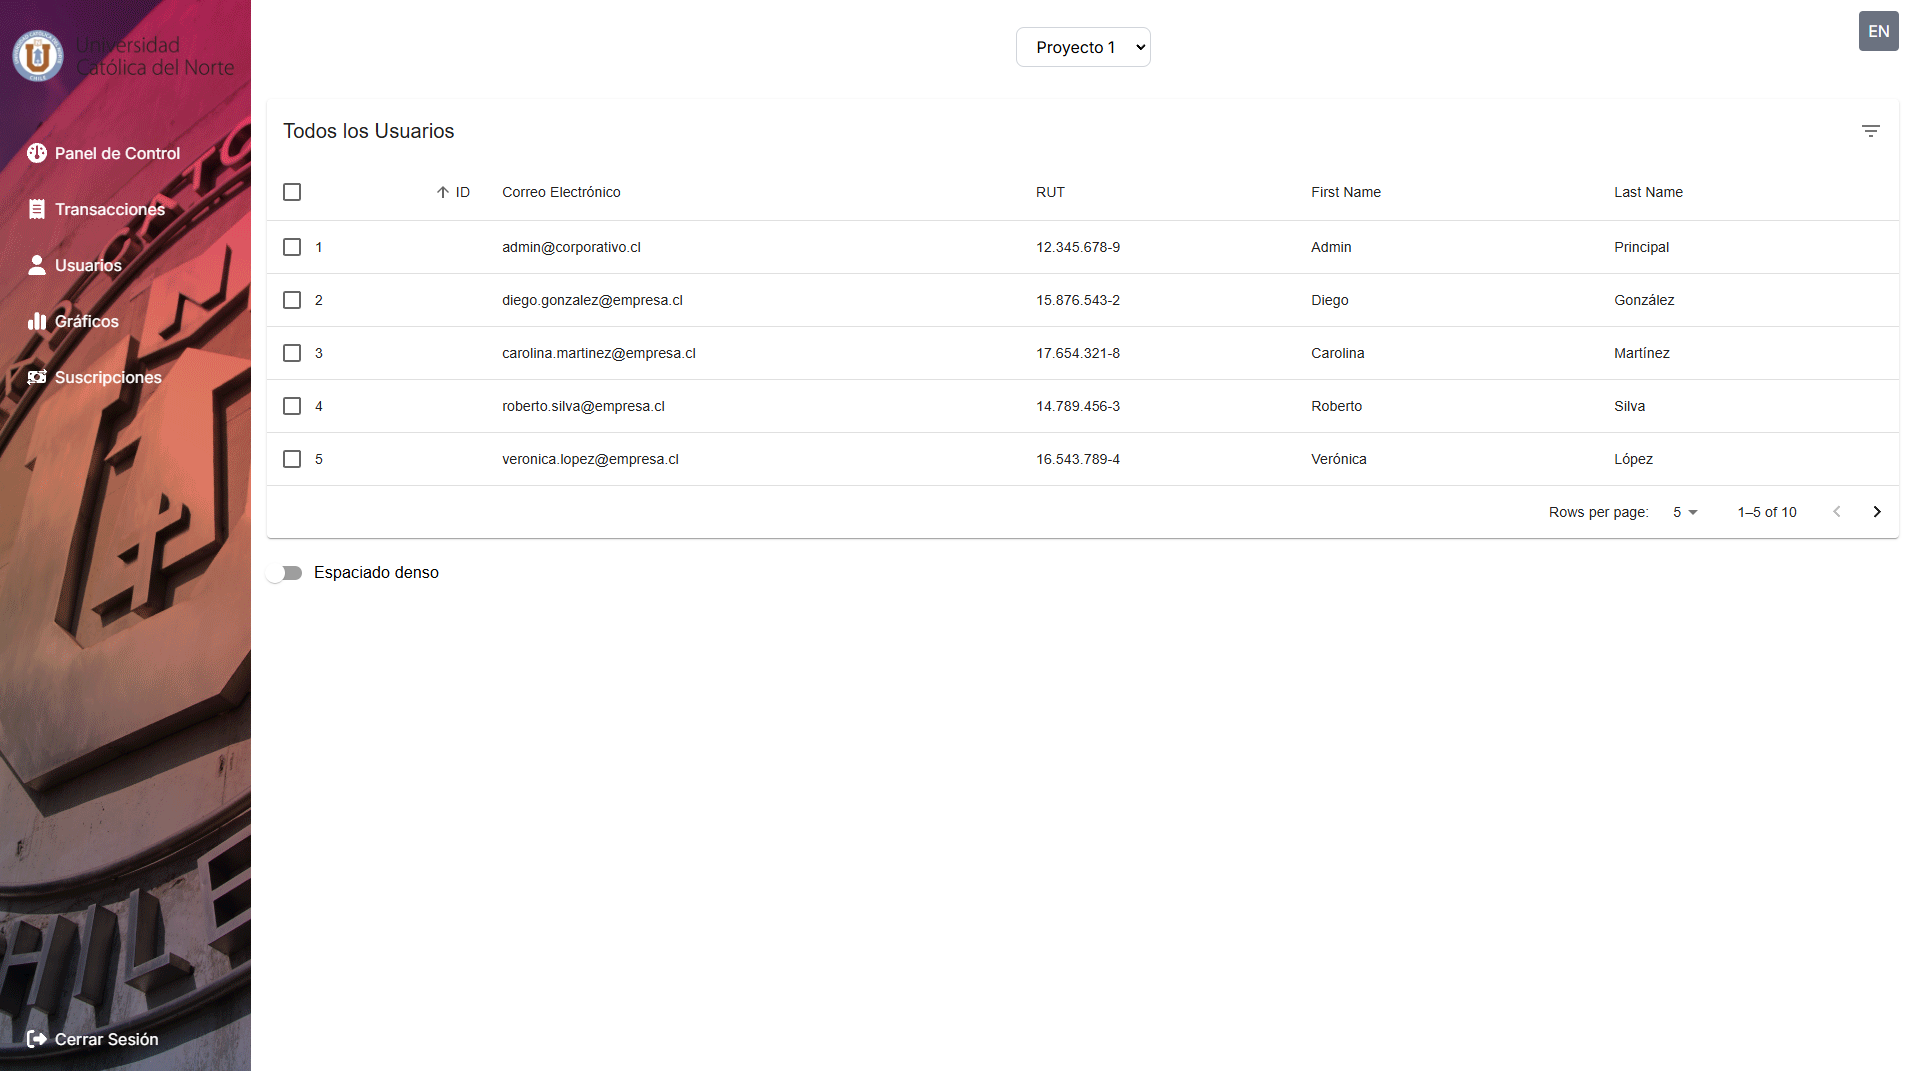 Universidad
Católica del Norte
Panel de Control
Transacciones
Usuarios
Gráficos
Suscripciones
Cerrar Sesión
Proyecto 1
EN
Todos los Usuarios
ID Correo Electrónico RUT First Name Last Name
1 admin@corporativo.cl 12.345.678-9 Admin Principal
2 diego.gonzalez@empresa.cl 15.876.543-2 Diego González
3 carolina.martinez@empresa.cl 17.654.321-8 Carolina Martínez
4 roberto.silva@empresa.cl 14.789.456-3 Roberto Silva
5 veronica.lopez@empresa.cl 16.543.789-4 Verónica López
Rows per page: 5 1–5 of 10
Espaciado denso